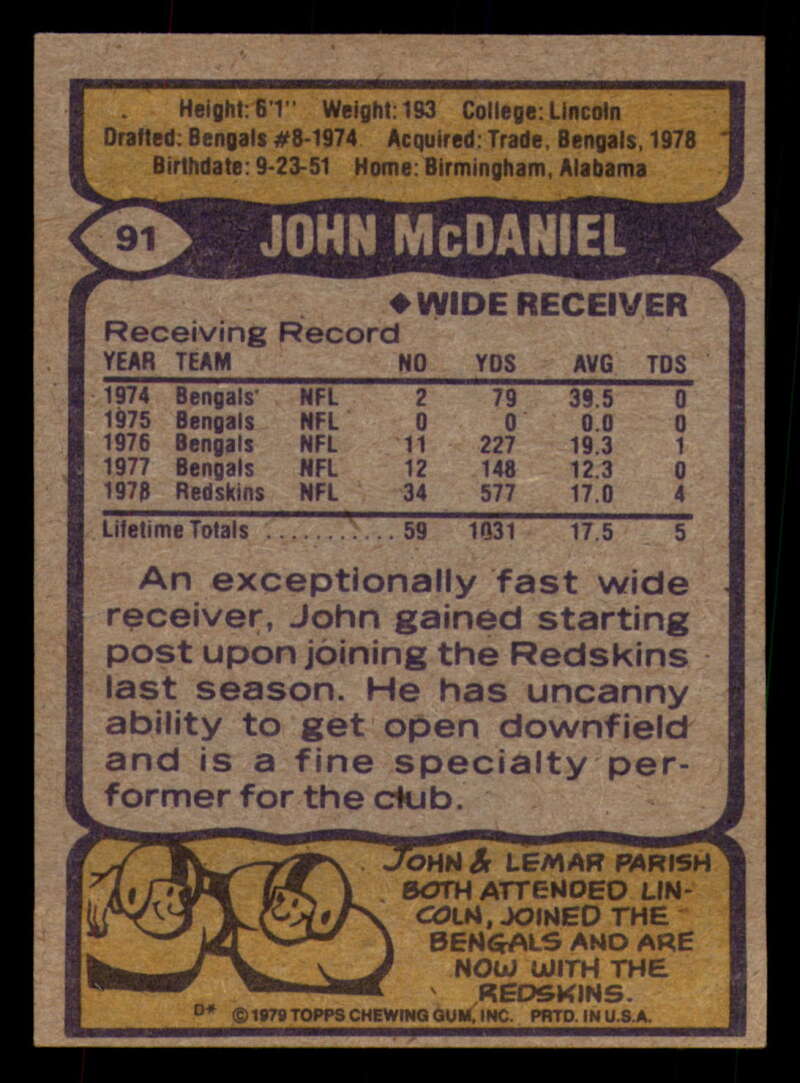 Height: 6'1" Weight: 193 College: Lincoln
Drafted: Bengals #8-1974 Acquired: Trade, Bengals, 1978
Birthdate: 9-23-51 Home: Birmingham, Alabama
91 JOHN McDANIEL
◆WIDE RECEIVER
Receiving Record
YEAR TEAM NO YDS AVG TDS
1974 Bengals NFL 2 79 39.5 0
1975 Bengals NFL 0 0 0.0 0
1976 Bengals NFL 11 227 19.3 1
1977 Bengals NFL 12 148 12.3 0
1978 Redskins NFL 34 577 17.0 4
Lifetime Totals ........... 59 1031 17.5 5
An exceptionally fast wide
receiver, John gained starting
post upon joining the Redskins
last season. He has uncanny
ability to get open downfield
and is a fine specialty per-
former for the club.
JOHN & LEMAR PARISH
BOTH ATTENDED LIN-
COLN, JOINED THE
BENGALS AND ARE
NOW WITH THE
REDSKINS.
D* © 1979 TOPPS CHEWING GUM, INC. PRTD. IN U.S.A.